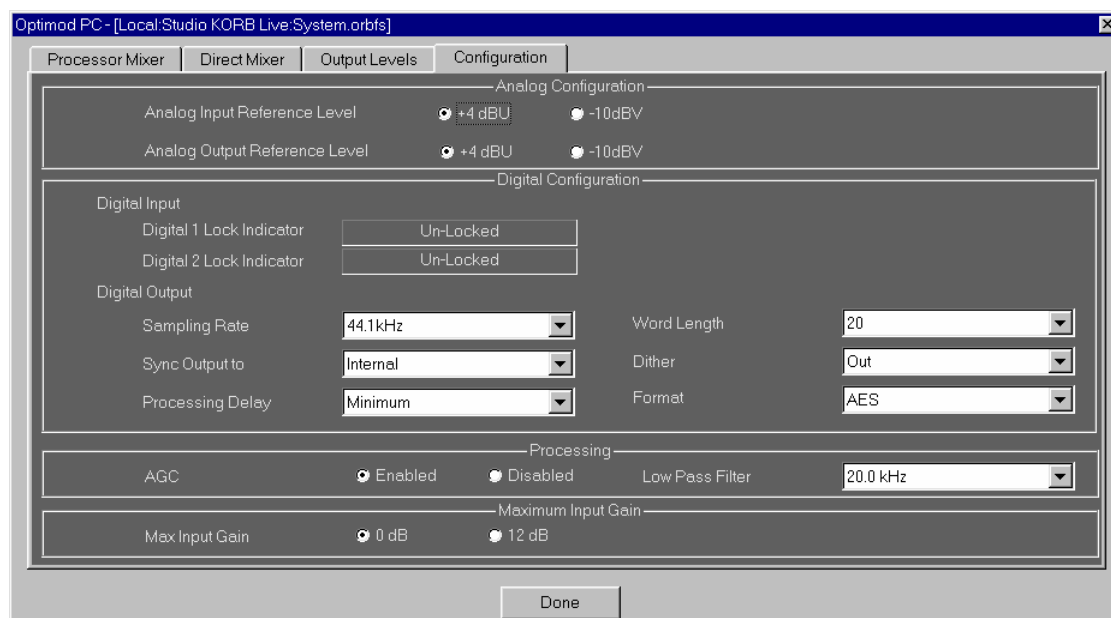 Optimod PC - [Local:Studio KORB Live:System.orbfs]
Processor Mixer Direct Mixer Output Levels Configuration
Analog Configuration
Analog Input Reference Level +4 dBU -10dBV
Analog Output Reference Level +4 dBU -10dBV
Digital Configuration
Digital Input
Digital 1 Lock Indicator Un-Locked
Digital 2 Lock Indicator Un-Locked
Digital Output
Sampling Rate 44.1kHz Word Length 20
Sync Output to Internal Dither Out
Processing Delay Minimum Format AES
Processing
AGC Enabled Disabled Low Pass Filter 20.0 kHz
Maximum Input Gain
Max Input Gain 0 dB 12 dB
Done